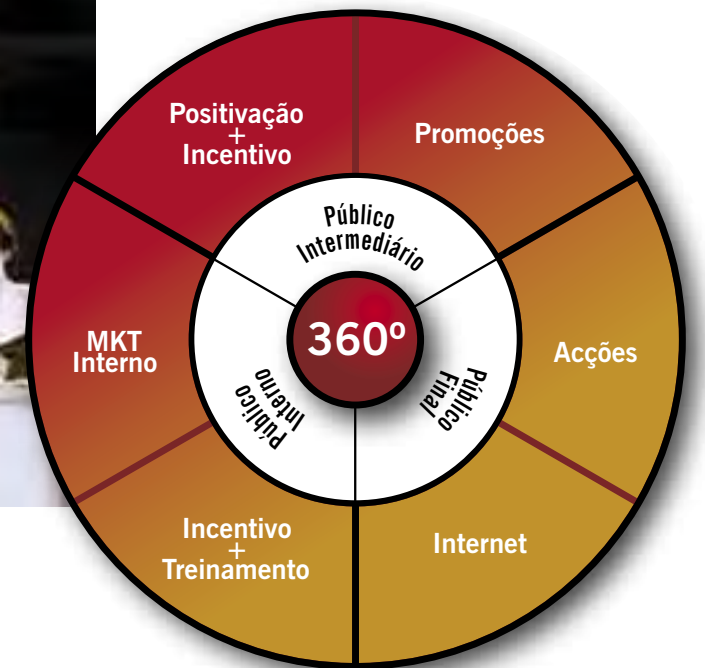 Positivação
+
Incentivo
Promoções
Público
Intermediário
360º
MKT
Interno
Acções
Público
Interno
Público
Final
Incentivo
+
Treinamento
Internet